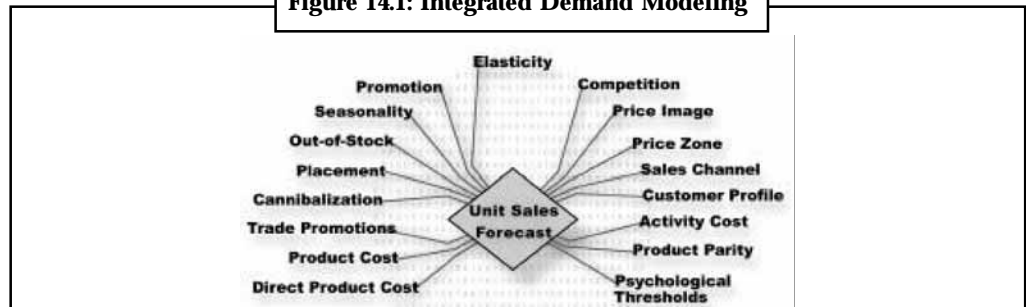 Figure 14.1: Integrated Demand Modeling
Elasticity
Promotion
Seasonality
Out-of-Stock
Placement
Cannibalization
Trade Promotions
Product Cost
Direct Product Cost
Unit Sales
Forecast
Competition
Price Image
Price Zone
Sales Channel
Customer Profile
Activity Cost
Product Parity
Psychological
Thresholds